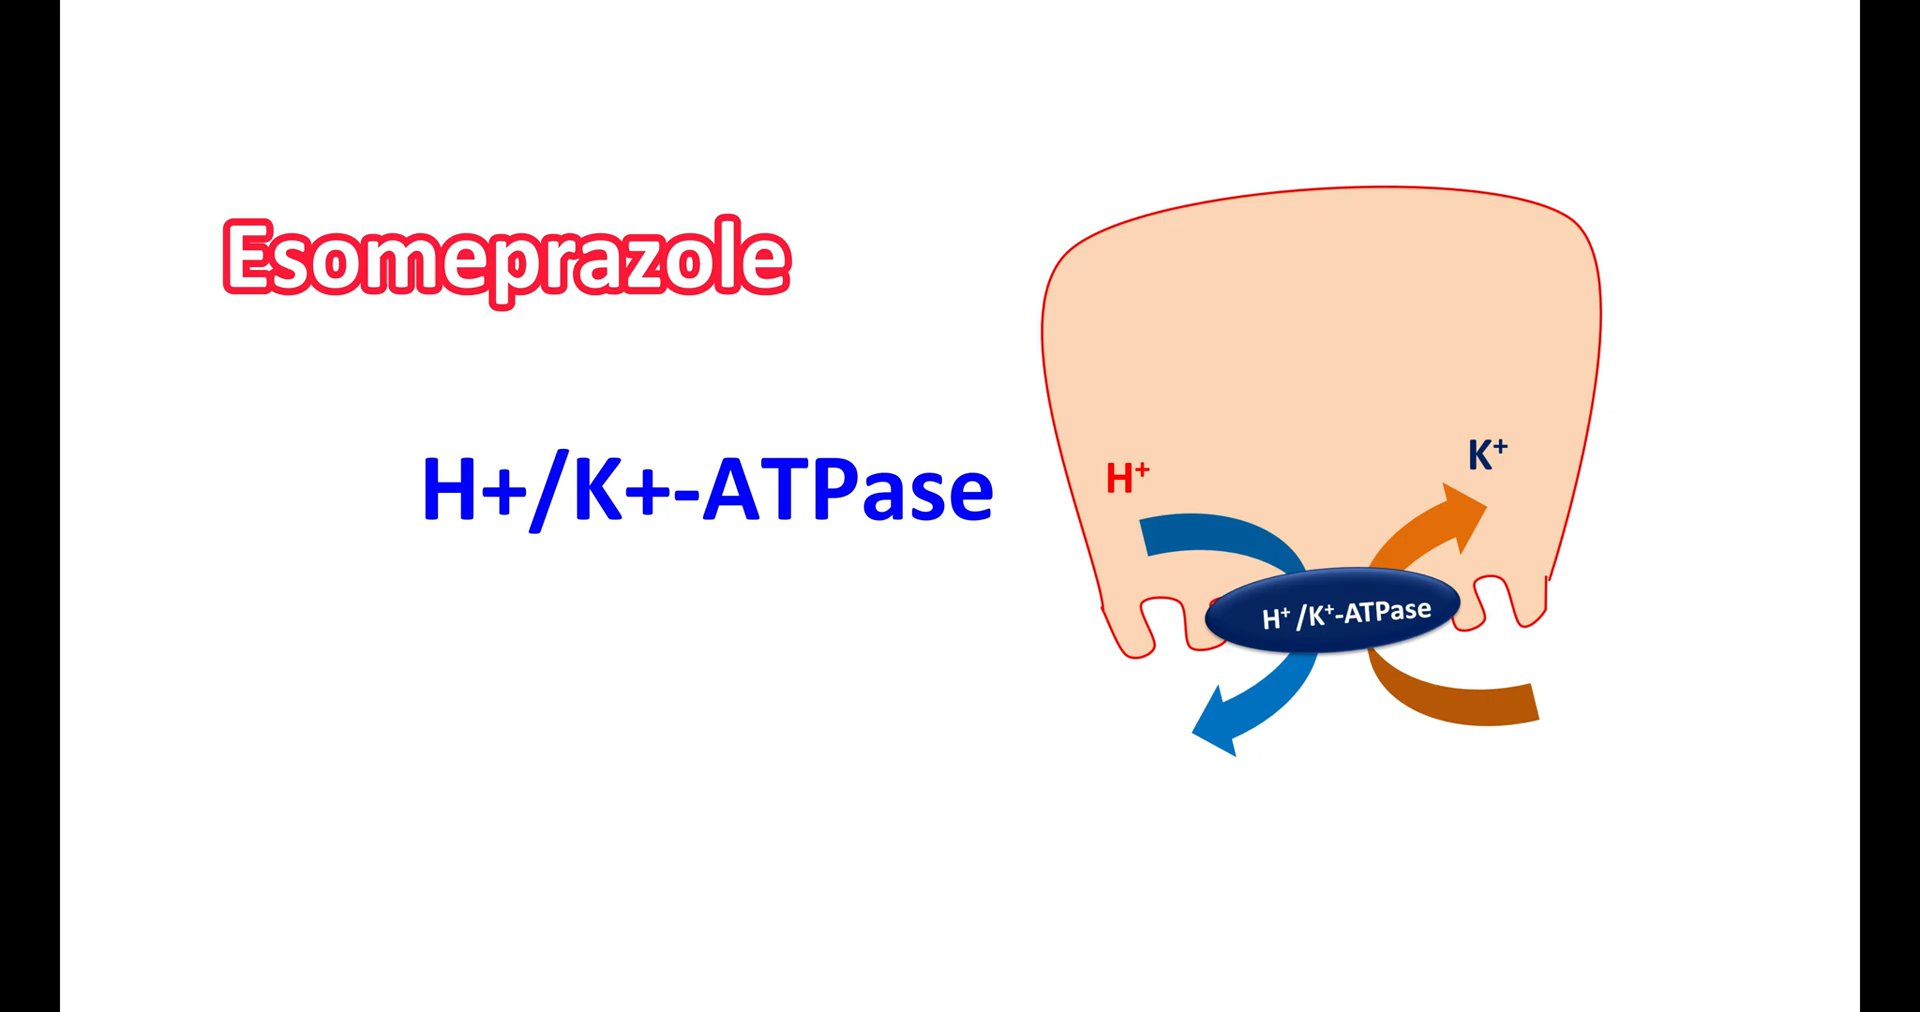 Esomeprazole
H+/K+-ATPase
H⁺
K⁺
H⁺ /K⁺-ATPase